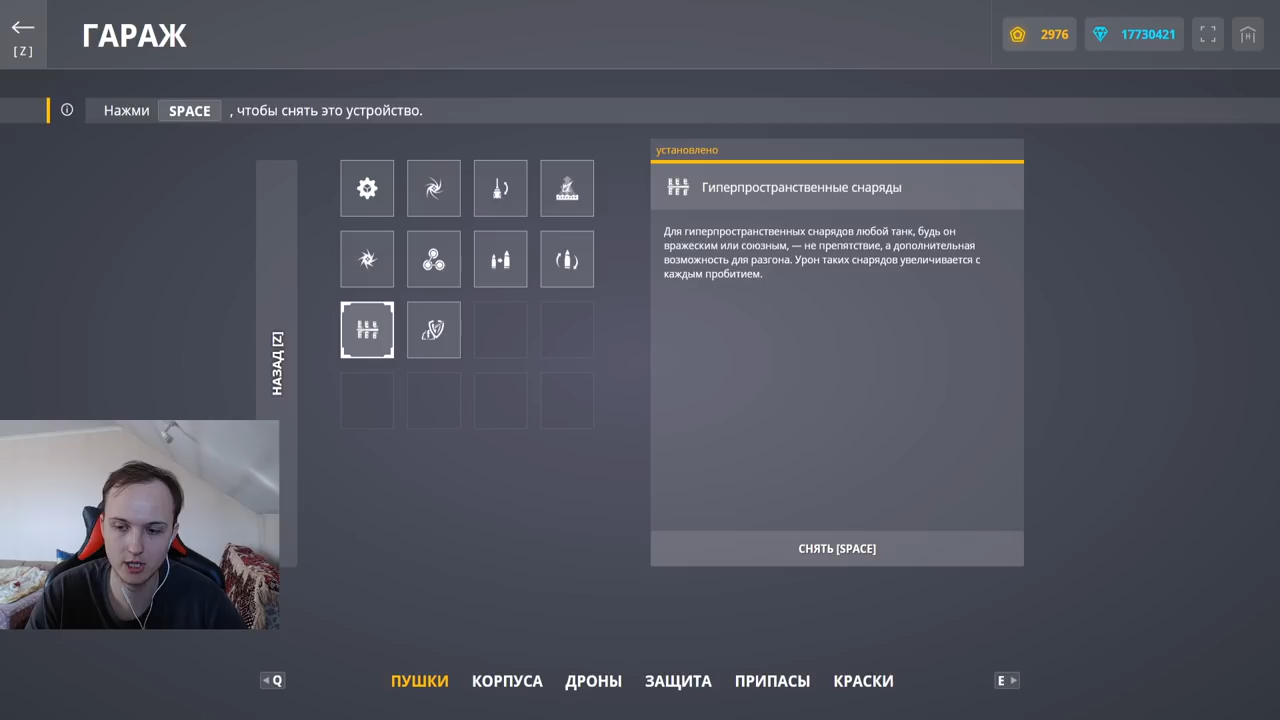 [Z]
ГАРАЖ
2976
17730421
Нажми SPACE , чтобы снять это устройство.
установлено
Гиперпространственные снаряды
Для гиперпространственных снарядов любой танк, будь он
вражеским или союзным, — не препятствие, а дополнительная
возможность для разгона. Урон таких снарядов увеличивается с
каждым пробитием.
НАЗАД [Z]
СНЯТЬ [SPACE]
Q ПУШКИ КОРПУСА ДРОНЫ ЗАЩИТА ПРИПАСЫ КРАСКИ E